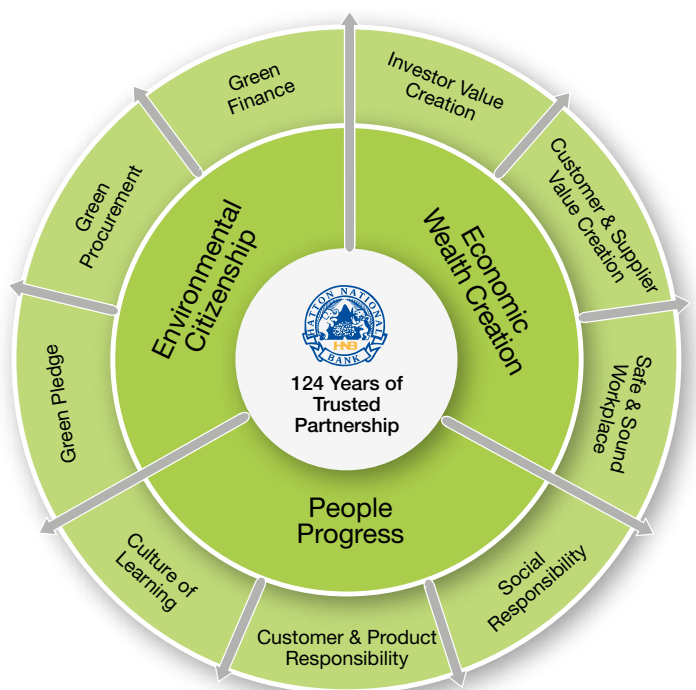 Green
Finance
Investor Value
Creation
Customer & Supplier
Value Creation
Safe & Sound
Workplace
Social
Responsibility
Customer & Product
Responsibility
Culture of
Learning
Green Pledge
Green
Procurement
Environmental
Citizenship
Economic
Wealth Creation
People
Progress
HATTON NATIONAL
HNB
BANK
124 Years of
Trusted
Partnership